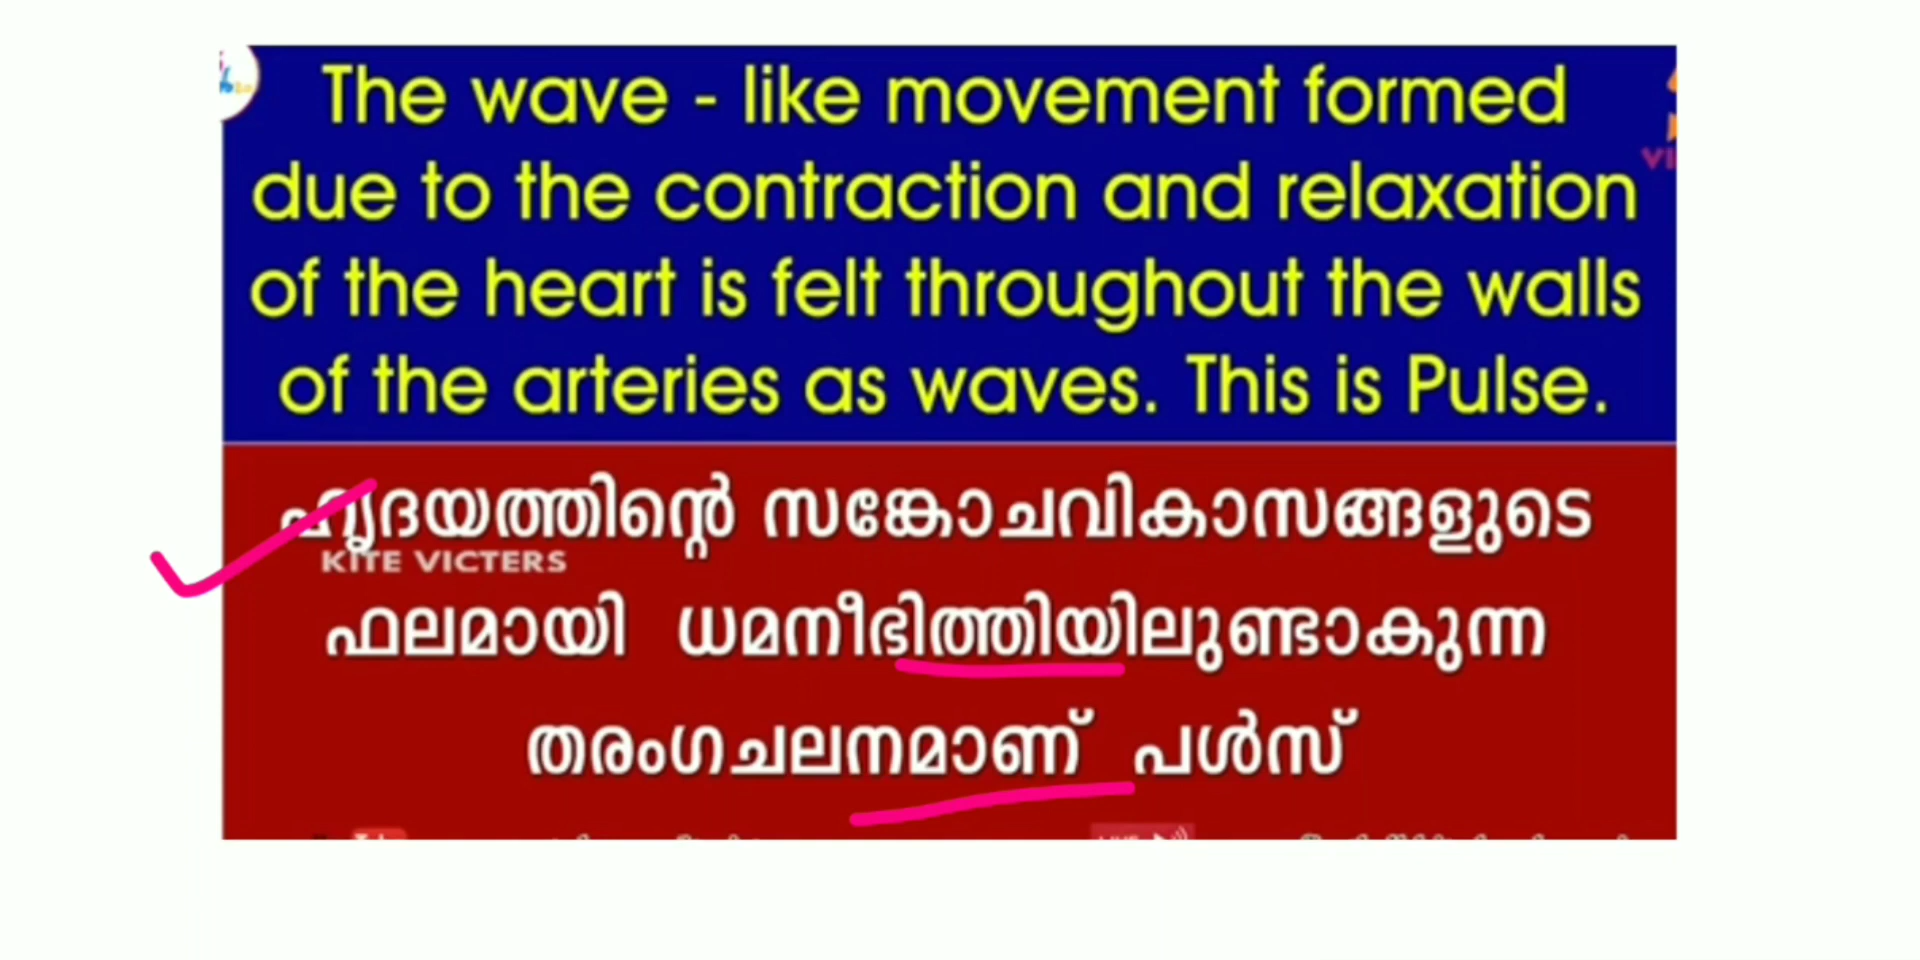 The wave - like movement formed
due to the contraction and relaxation
of the heart is felt throughout the walls
of the arteries as waves. This is Pulse.
ഹൃദയത്തിന്റെ സങ്കോചവികാസങ്ങളുടെ
KITE VICTERS
ഫലമായി ധമനീഭിത്തിയിലുണ്ടാകുന്ന
തരംഗചലനമാണ് പൾസ്